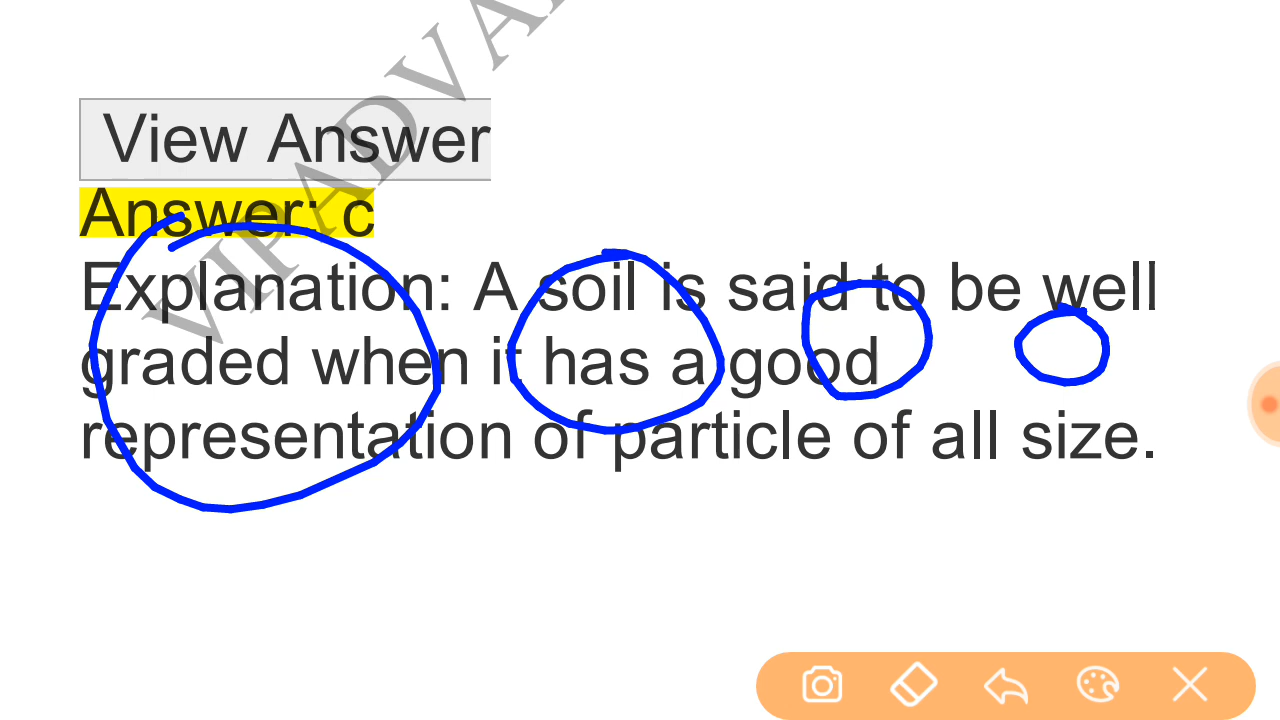 VIPADVA
View Answer
Answer: c
Explanation: A soil is said to be well
graded when it has a good
representation of particle of all size.